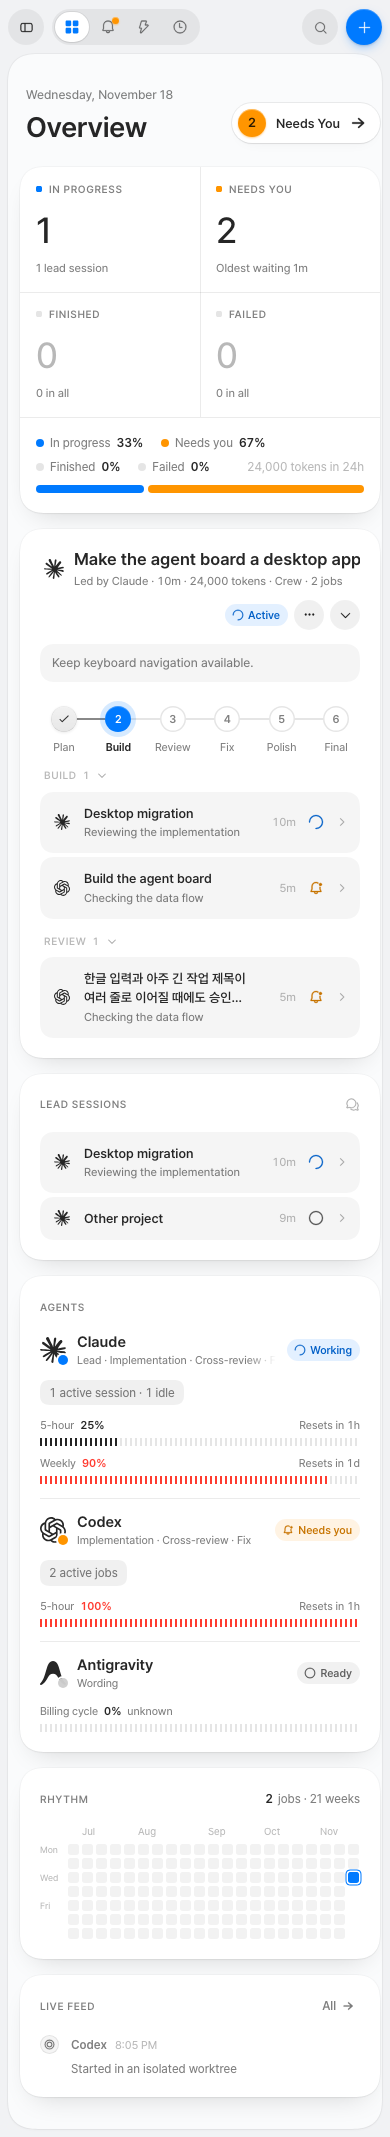 Wednesday, November 18
Overview
2 Needs You
IN PROGRESS
1
1 lead session
NEEDS YOU
2
Oldest waiting 1m
FINISHED
0
0 in all
FAILED
0
0 in all
In progress 33% Needs you 67%
Finished 0% Failed 0% 24,000 tokens in 24h
Make the agent board a desktop app
Led by Claude · 10m · 24,000 tokens · Crew · 2 jobs
Active
Keep keyboard navigation available.
2 3 4 5 6
Plan Build Review Fix Polish Final
BUILD 1
Desktop migration
Reviewing the implementation
10m
Build the agent board
Checking the data flow
5m
REVIEW 1
한글 입력과 아주 긴 작업 제목이
여러 줄로 이어질 때에도 승인...
Checking the data flow
5m
LEAD SESSIONS
Desktop migration
Reviewing the implementation
10m
Other project
9m
AGENTS
Claude
Lead · Implementation · Cross-review ·
Working
1 active session · 1 idle
5-hour 25% Resets in 1h
Weekly 90% Resets in 1d
Codex
Implementation · Cross-review · Fix
Needs you
2 active jobs
5-hour 100% Resets in 1h
Antigravity
Wording
Ready
Billing cycle 0% unknown
RHYTHM
2 jobs · 21 weeks
Jul Aug Sep Oct Nov
Mon
Wed
Fri
LIVE FEED
All
Codex 8:05 PM
Started in an isolated worktree